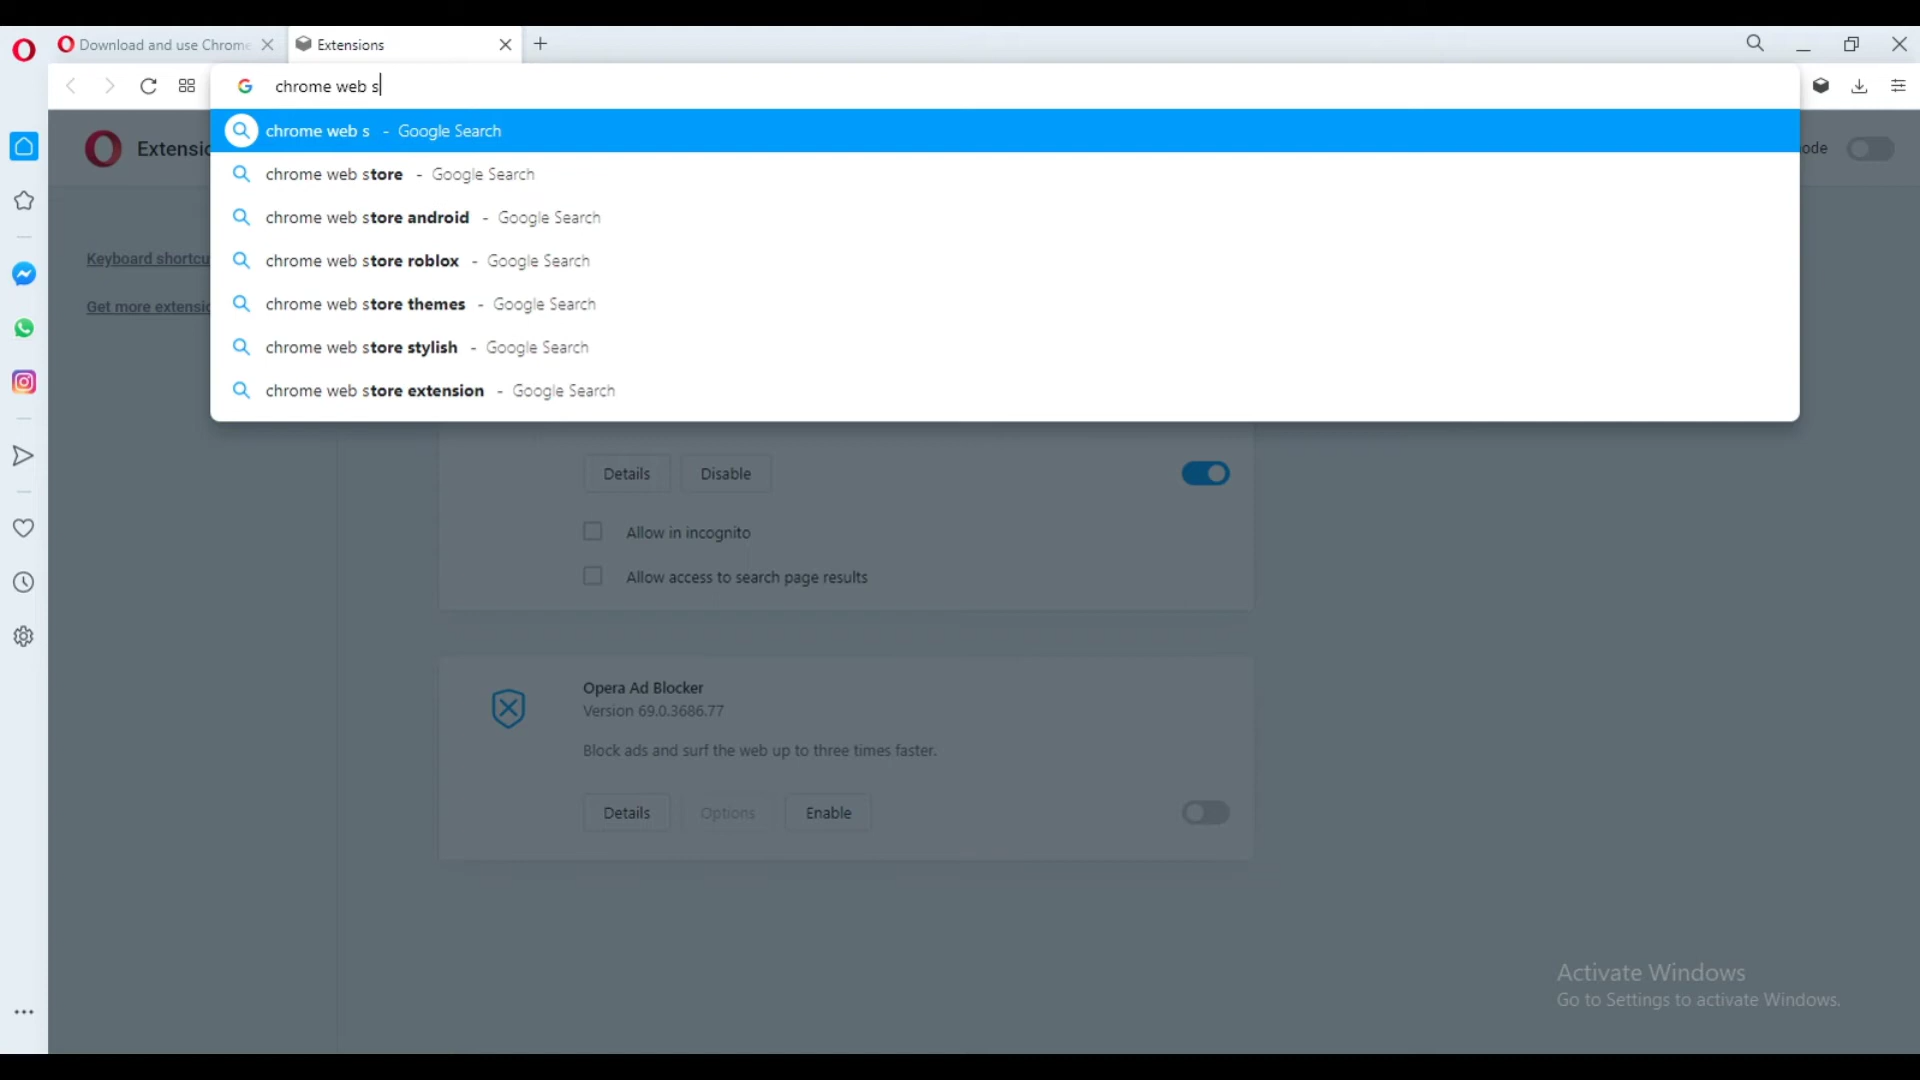 Download and use Chrome
Extensions
chrome web s
chrome web s - Google Search
Extensio
ode
chrome web store - Google Search
chrome web store android - Google Search
Keyboard shortcu
chrome web store roblox - Google Search
Get more extensio
chrome web store themes - Google Search
chrome web store stylish - Google Search
chrome web store extension - Google Search
Details
Disable
Allow in incognito
Allow access to search page results
Opera Ad Blocker
Version 69.0.3686.77
Block ads and surf the web up to three times faster.
Details
Options
Enable
Activate Windows
Go to Settings to activate Windows.